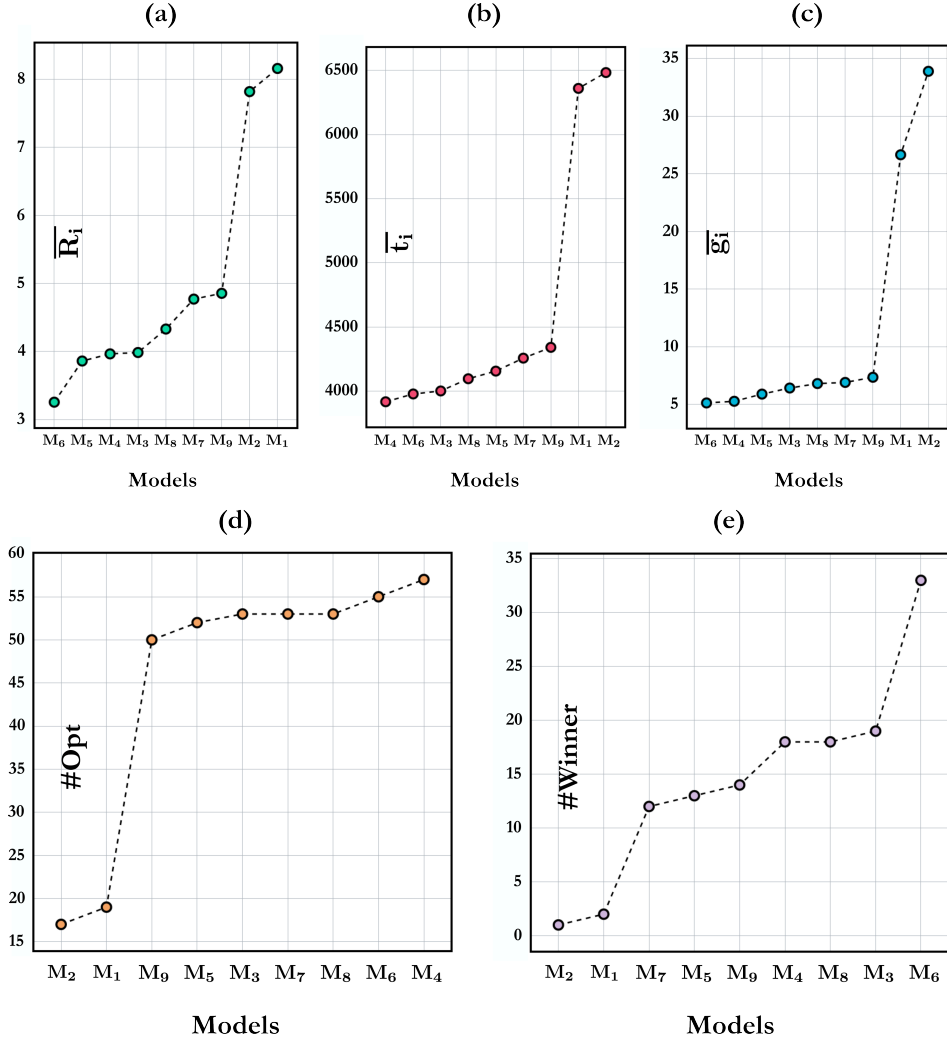 (a) (b) (c)
8
7
6
5
4
3
R̅i
M6 M5 M4 M3 M8 M7 M9 M2 M1
Models
6500
6000
5500
5000
4500
4000
t̅i
M4 M6 M3 M8 M5 M7 M9 M1 M2
Models
35
30
25
20
15
10
5
g̅i
M6 M4 M5 M3 M8 M7 M9 M1 M2
Models
(d) (e)
60
55
50
45
40
35
30
25
20
15
#Opt
M2 M1 M9 M5 M3 M7 M8 M6 M4
Models
35
30
25
20
15
10
5
0
#Winner
M2 M1 M7 M5 M9 M4 M8 M3 M6
Models